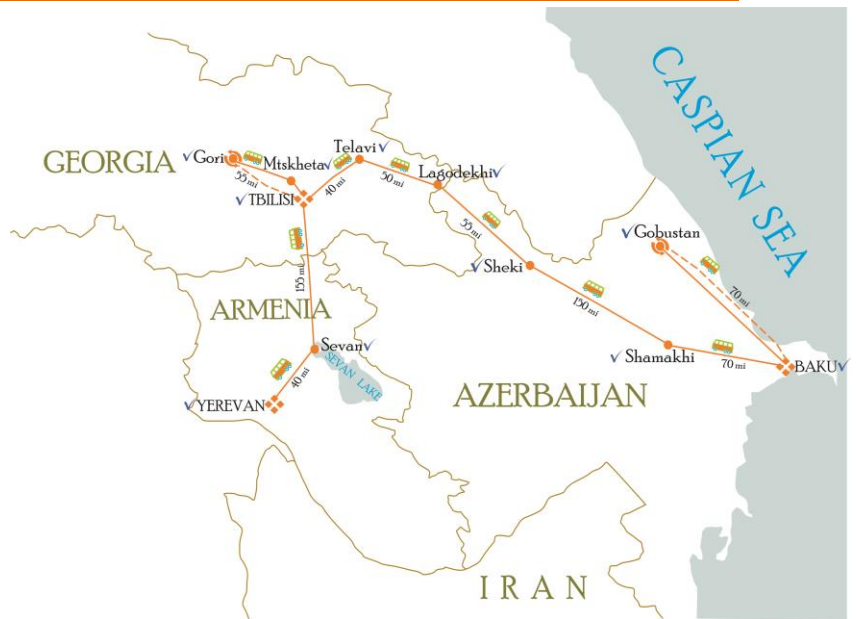 CASPIAN SEA
GEORGIA
Gori
Mtskheta
Telavi
Lagodekhi
55 mi
40 mi
50 mi
TBILISI
55 mi
Gobustan
Sheki
70 mi
155 mi
150 mi
ARMENIA
Sevan
Shamakhi
SEVAN LAKE
40 mi
70 mi
BAKU
YEREVAN
AZERBAIJAN
IRAN